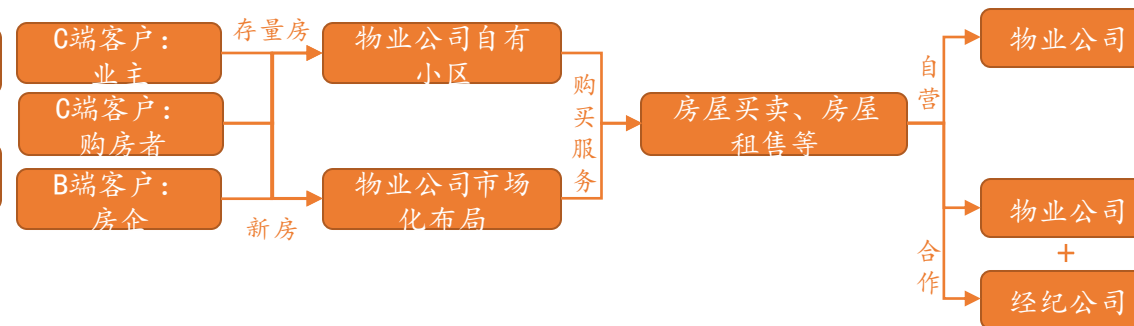 C端客户：
业主
C端客户：
购房者
B端客户：
房企
存量房
新房
物业公司自有
小区
物业公司市场
化布局
购
买
服
务
房屋买卖、房屋
租售等
自
营
合
作
物业公司
物业公司
+
经纪公司